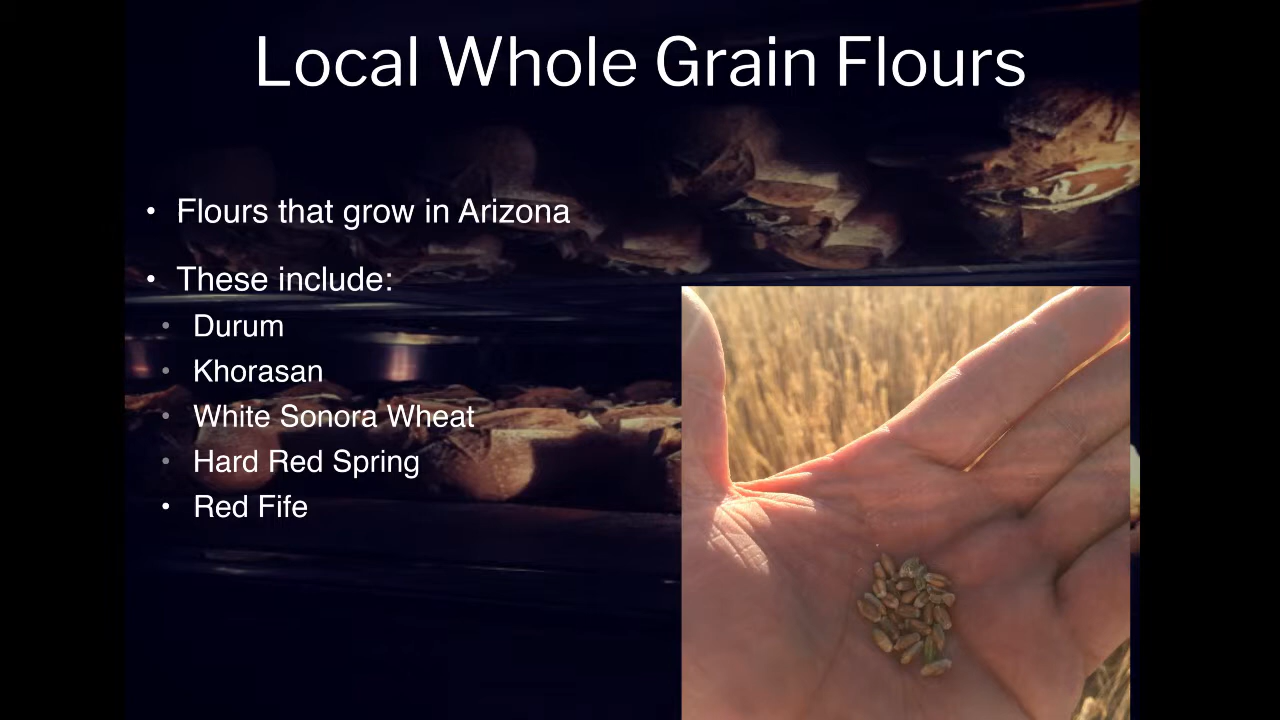 Local Whole Grain Flours
• Flours that grow in Arizona
• These include:
• Durum
• Khorasan
• White Sonora Wheat
• Hard Red Spring
• Red Fife